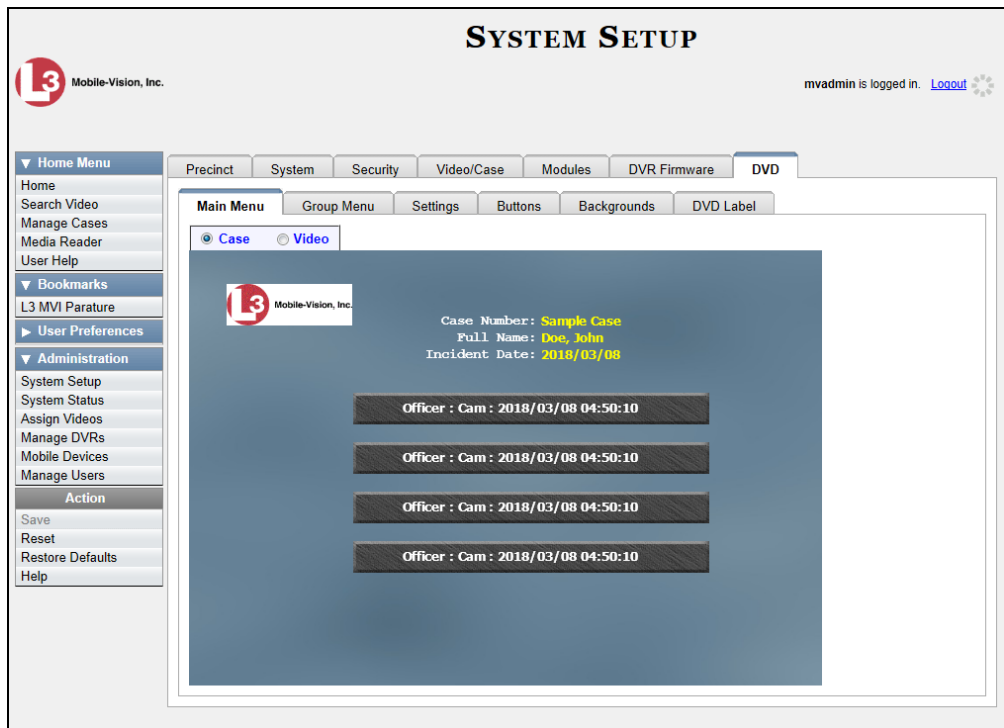 SYSTEM SETUP
L3 Mobile-Vision, Inc.
mvadmin is logged in. Logout
▼ Home Menu
Home
Search Video
Manage Cases
Media Reader
User Help
▼ Bookmarks
L3 MVI Parature
▶ User Preferences
▼ Administration
System Setup
System Status
Assign Videos
Manage DVRs
Mobile Devices
Manage Users
Action
Save
Reset
Restore Defaults
Help
Precinct System Security Video/Case Modules DVR Firmware DVD
Main Menu Group Menu Settings Buttons Backgrounds DVD Label
Case Video
L3 Mobile-Vision, Inc.
Case Number: Sample Case
Full Name: Doe, John
Incident Date: 2018/03/08
Officer : Cam : 2018/03/08 04:50:10
Officer : Cam : 2018/03/08 04:50:10
Officer : Cam : 2018/03/08 04:50:10
Officer : Cam : 2018/03/08 04:50:10